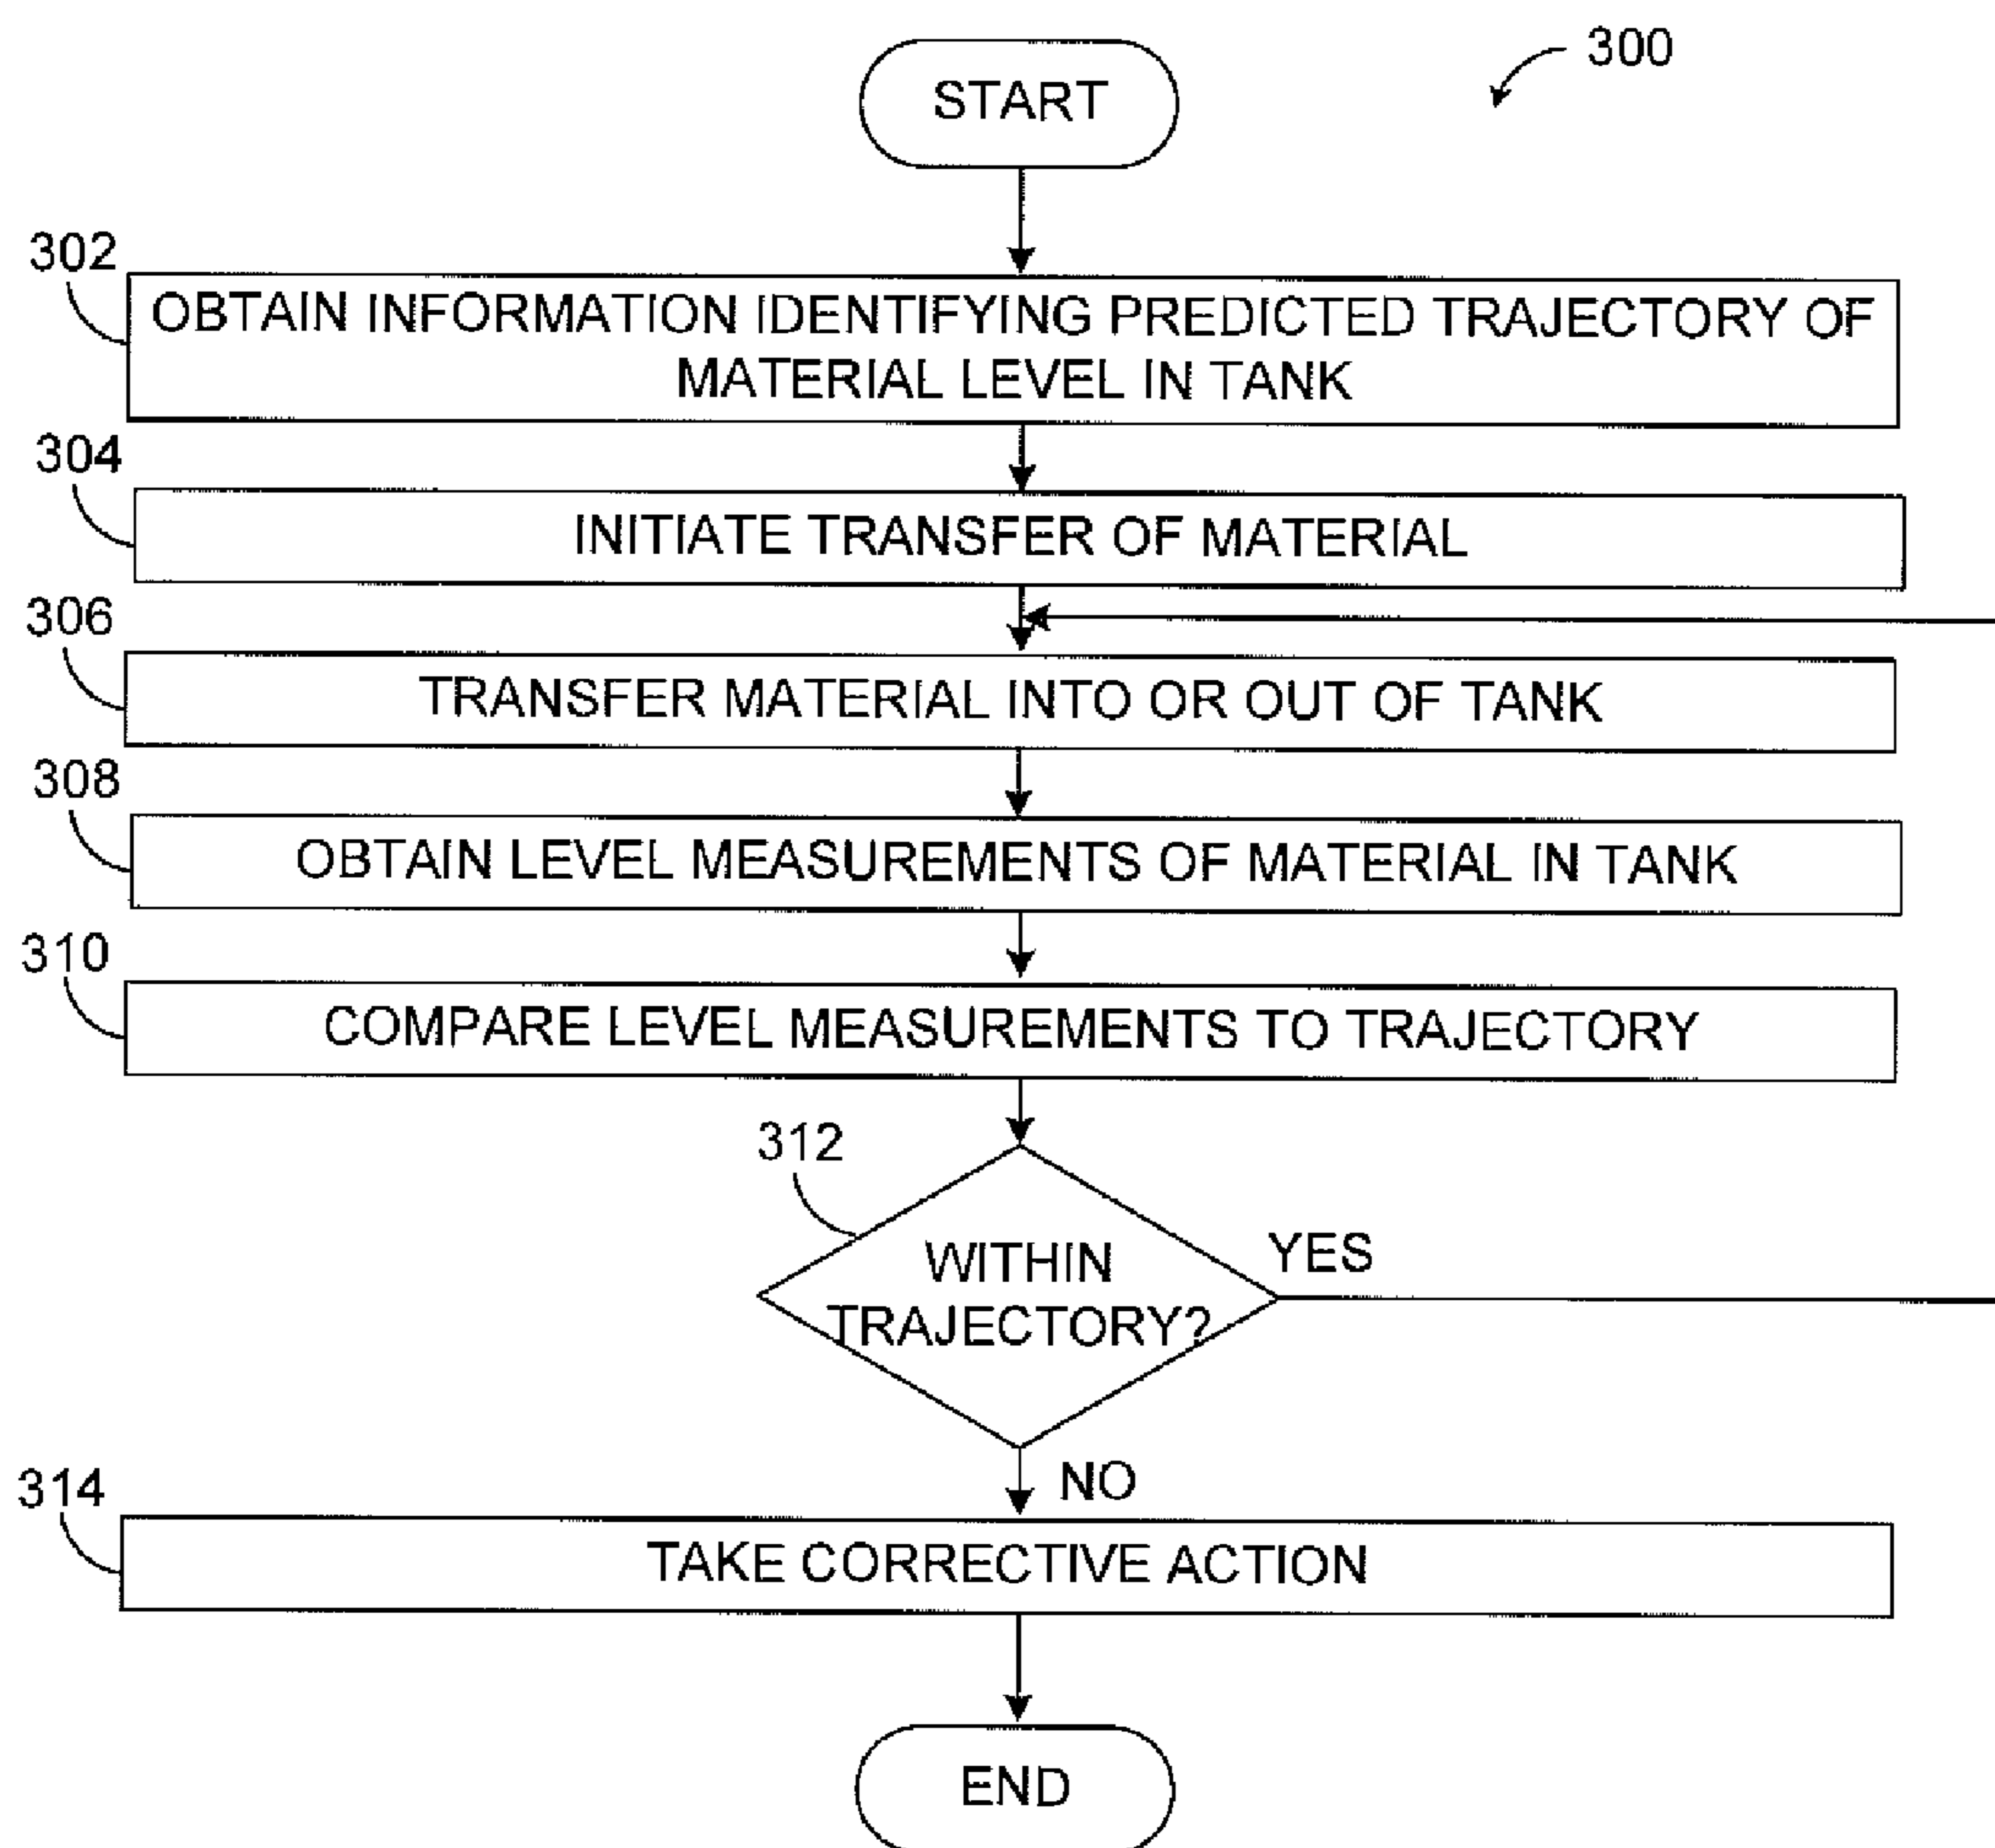 300
START
302
OBTAIN INFORMATION IDENTIFYING PREDICTED TRAJECTORY OF
MATERIAL LEVEL IN TANK
304
INITIATE TRANSFER OF MATERIAL
306
TRANSFER MATERIAL INTO OR OUT OF TANK
308
OBTAIN LEVEL MEASUREMENTS OF MATERIAL IN TANK
310
COMPARE LEVEL MEASUREMENTS TO TRAJECTORY
312
WITHIN
TRAJECTORY?
YES
NO
314
TAKE CORRECTIVE ACTION
END